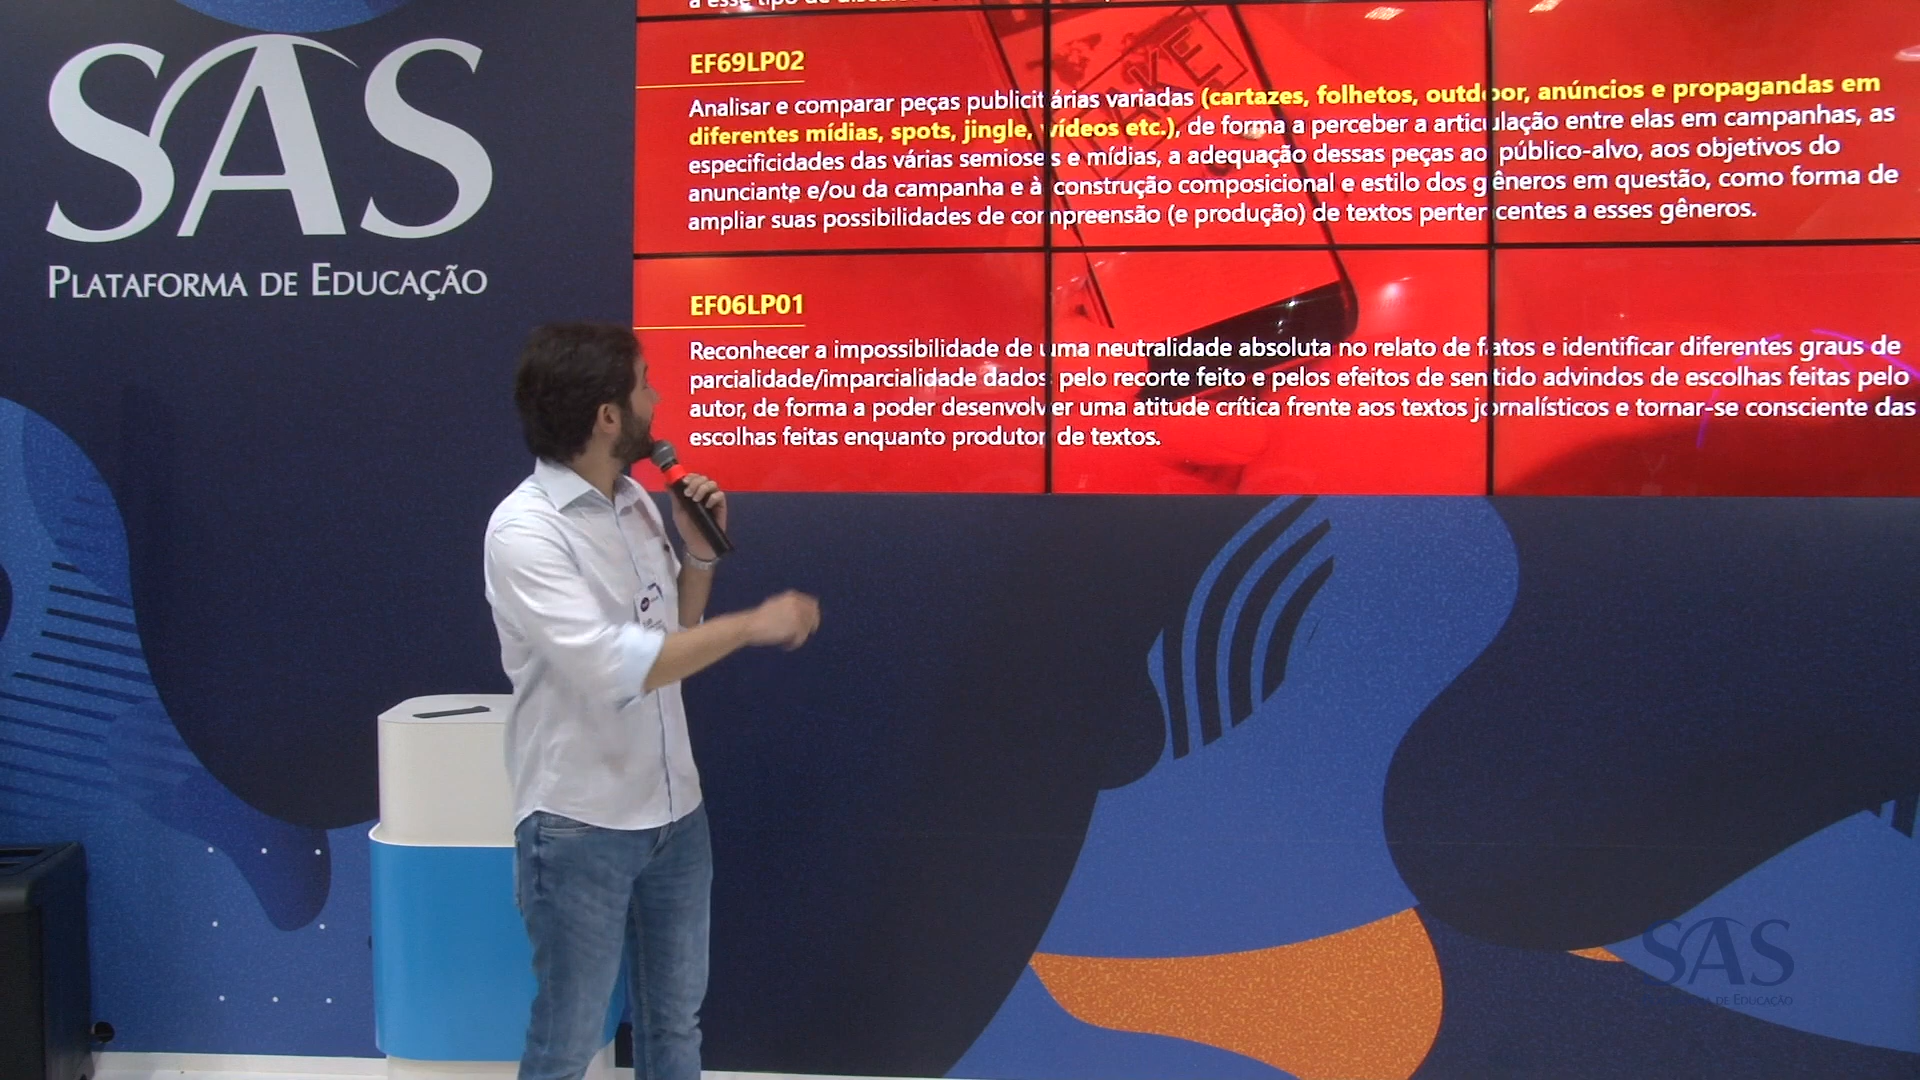 SAS
PLATAFORMA DE EDUCAÇÃO
a esse tipo de
EF69LP02
Analisar e comparar peças publicitárias variadas (cartazes, folhetos, outdoor, anúncios e propagandas em
diferentes mídias, spots, jingle, vídeos etc.), de forma a perceber a articulação entre elas em campanhas, as
especificidades das várias semioses e mídias, a adequação dessas peças ao público-alvo, aos objetivos do
anunciante e/ou da campanha e à construção composicional e estilo dos gêneros em questão, como forma de
ampliar suas possibilidades de compreensão (e produção) de textos pertencentes a esses gêneros.
FAKE
EF06LP01
Reconhecer a impossibilidade de uma neutralidade absoluta no relato de fatos e identificar diferentes graus de
parcialidade/imparcialidade dados pelo recorte feito e pelos efeitos de sentido advindos de escolhas feitas pelo
autor, de forma a poder desenvolver uma atitude crítica frente aos textos jornalísticos e tornar-se consciente das
escolhas feitas enquanto produtor de textos.
SAS
DE EDUCAÇÃO